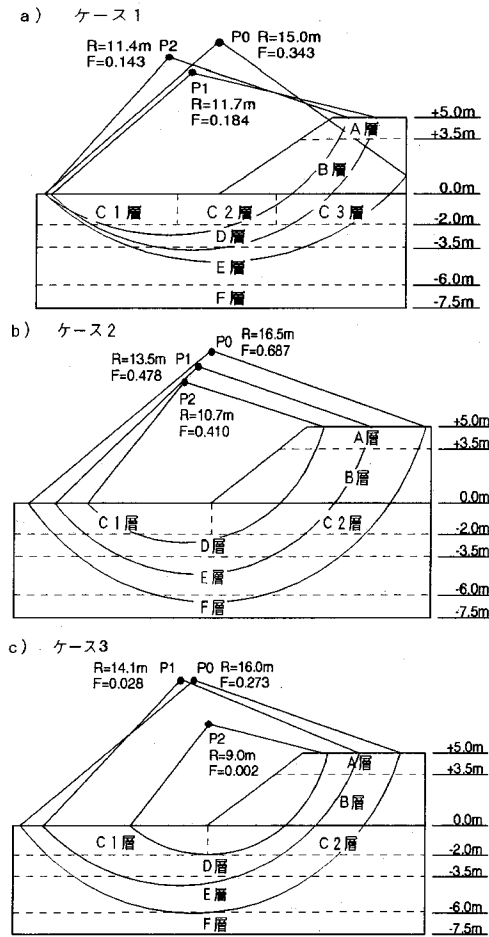 a) ケース1
P0 R=15.0m
F=0.343
R=11.4m P2
F=0.143
P1
R=11.7m
F=0.184
A層
B層
C1層 C2層 C3層
D層
E層
F層
+5.0m
+3.5m
0.0m
-2.0m
-3.5m
-6.0m
-7.5m
b) ケース2
P0 R=16.5m
F=0.687
R=13.5m P1
F=0.478
P2
R=10.7m
F=0.410
A層
B層
C1層 C2層
D層
E層
F層
+5.0m
+3.5m
0.0m
-2.0m
-3.5m
-6.0m
-7.5m
c) ケース3
R=14.1m P1 P0 R=16.0m
F=0.028 F=0.273
P2
R=9.0m
F=0.002
A層
B層
C1層 C2層
D層
E層
F層
+5.0m
+3.5m
0.0m
-2.0m
-3.5m
-6.0m
-7.5m